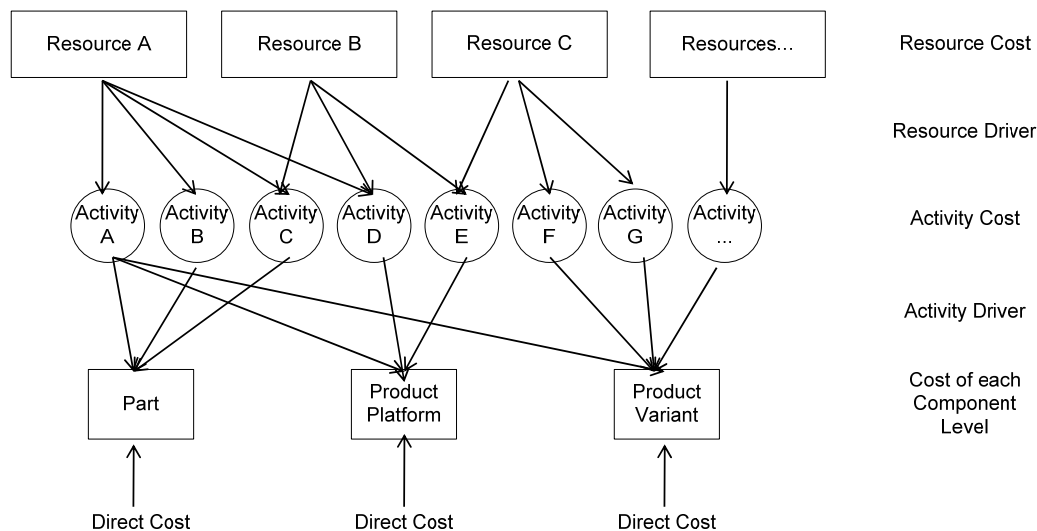 Resource A
Resource B
Resource C
Resources...
Resource Cost
Resource Driver
Activity
A
Activity
B
Activity
C
Activity
D
Activity
E
Activity
F
Activity
G
Activity
...
Activity Cost
Activity Driver
Part
Product
Platform
Product
Variant
Cost of each
Component
Level
Direct Cost
Direct Cost
Direct Cost